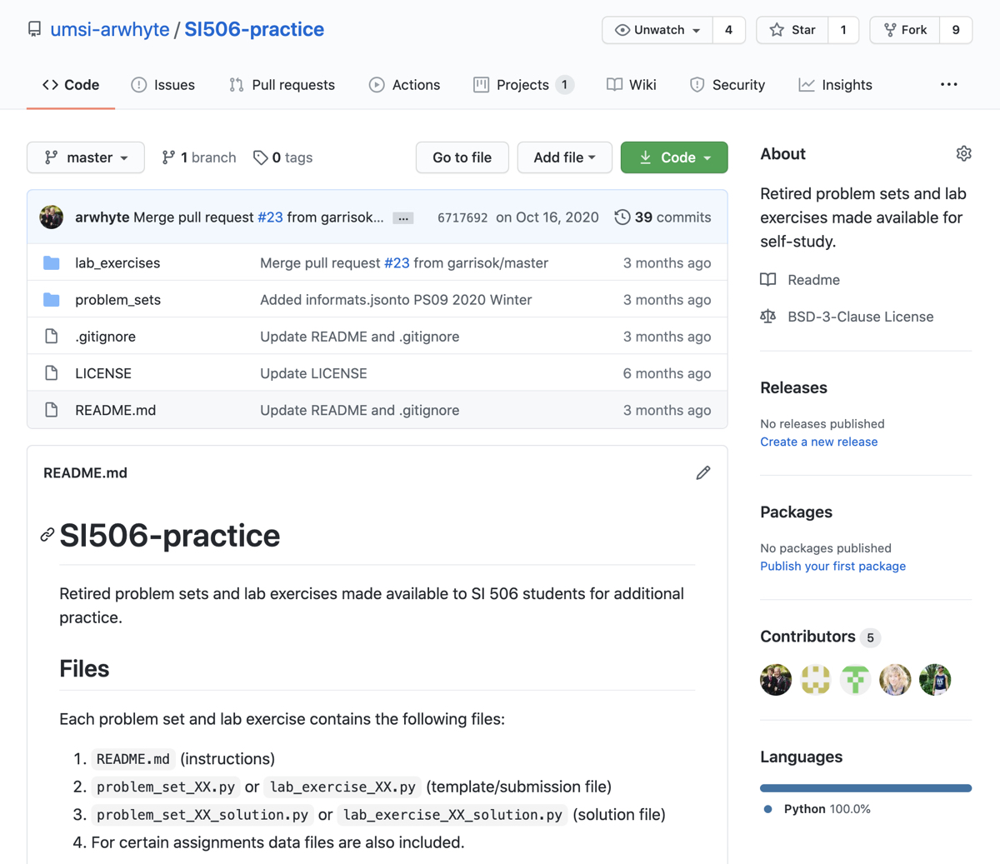 umsi-arwhyte / SI506-practice
Unwatch 4 Star 1 Fork 9
Code Issues Pull requests Actions Projects 1 Wiki Security Insights ...
master 1 branch 0 tags Go to file Add file Code
arwhyte Merge pull request #23 from garrisok... ... 6717692 on Oct 16, 2020 39 commits
lab_exercises Merge pull request #23 from garrisok/master 3 months ago
problem_sets Added informats.jsonto PS09 2020 Winter 3 months ago
.gitignore Update README and .gitignore 3 months ago
LICENSE Update LICENSE 6 months ago
README.md Update README and .gitignore 3 months ago
README.md
SI506-practice
Retired problem sets and lab exercises made available to SI 506 students for additional
practice.
Files
Each problem set and lab exercise contains the following files:
1. README.md (instructions)
2. problem_set_XX.py or lab_exercise_XX.py (template/submission file)
3. problem_set_XX_solution.py or lab_exercise_XX_solution.py (solution file)
4. For certain assignments data files are also included.
About
Retired problem sets and lab
exercises made available for
self-study.
Readme
BSD-3-Clause License
Releases
No releases published
Create a new release
Packages
No packages published
Publish your first package
Contributors 5
Languages
Python 100.0%